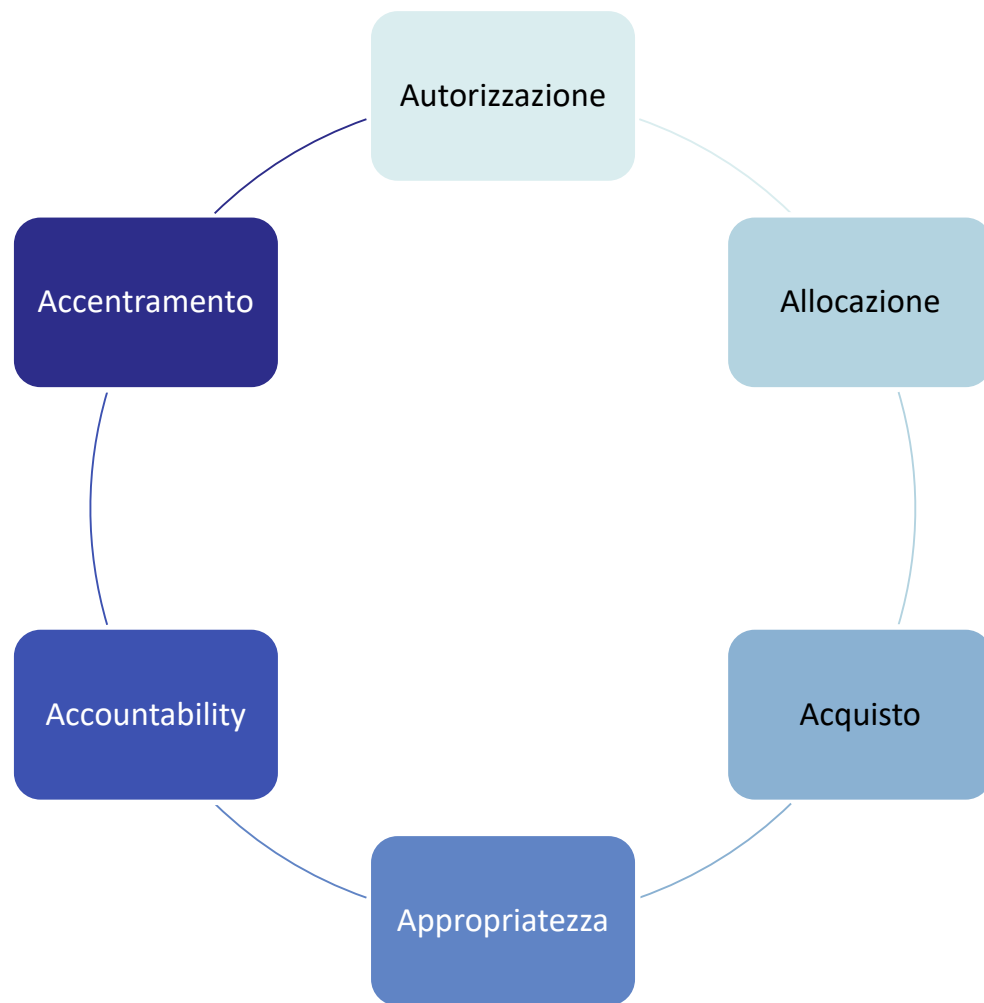 Autorizzazione
Allocazione
Acquisto
Appropriatezza
Accountability
Accentramento